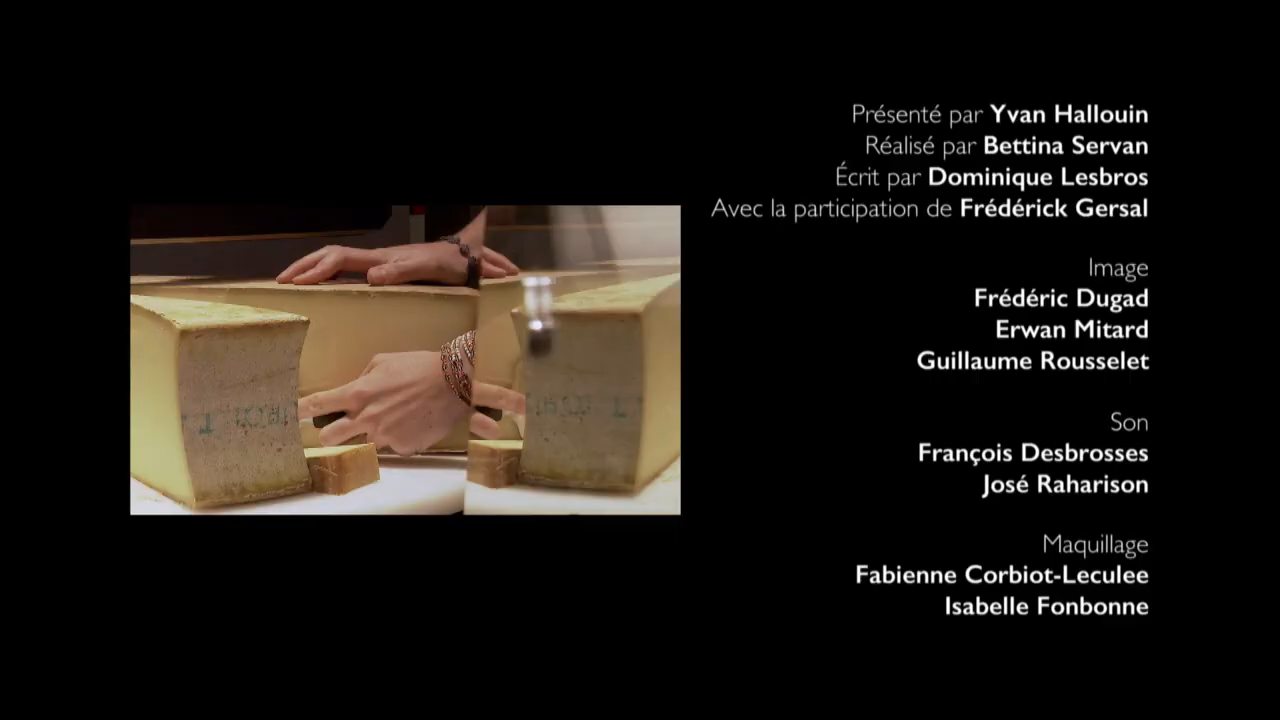 Présenté par Yvan Hallouin
Réalisé par Bettina Servan
Écrit par Dominique Lesbros
Avec la participation de Frédérick Gersal
Image
Frédéric Dugad
Erwan Mitard
Guillaume Rousselet
Son
François Desbrosses
José Raharison
Maquillage
Fabienne Corbiot-Leculee
Isabelle Fonbonne